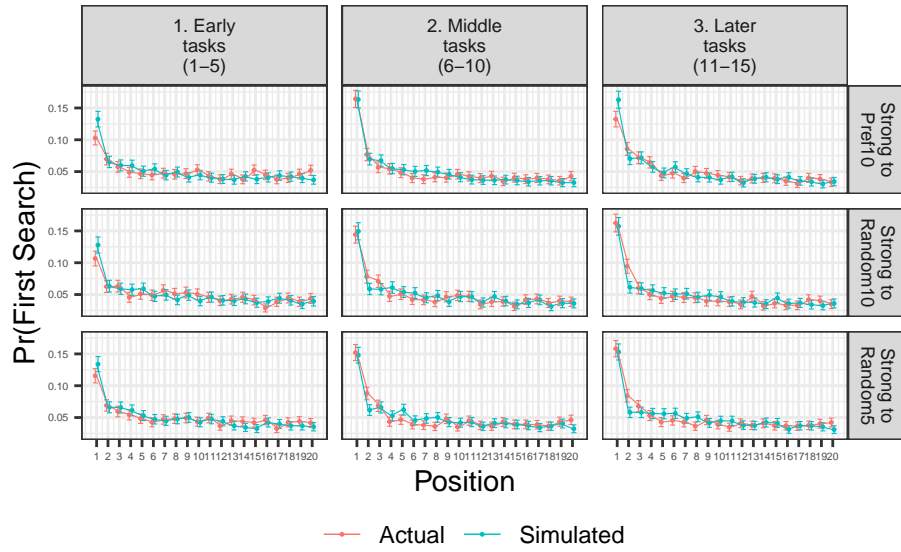 1. Early
tasks
(1–5)
2. Middle
tasks
(6–10)
3. Later
tasks
(11–15)
Pr(First Search)
0.15
0.10
0.05
Strong to
Pref10
0.15
0.10
0.05
Strong to
Random10
0.15
0.10
0.05
Strong to
Random5
1 2 3 4 5 6 7 8 9 10 11 12 13 14 15 16 17 18 19 20
1 2 3 4 5 6 7 8 9 10 11 12 13 14 15 16 17 18 19 20
1 2 3 4 5 6 7 8 9 10 11 12 13 14 15 16 17 18 19 20
Position
Actual Simulated